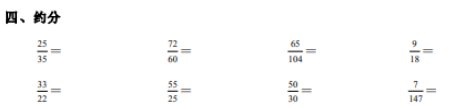 四、约分
25/35= 72/60= 65/104= 9/18=
33/22= 55/25= 50/30= 7/147=